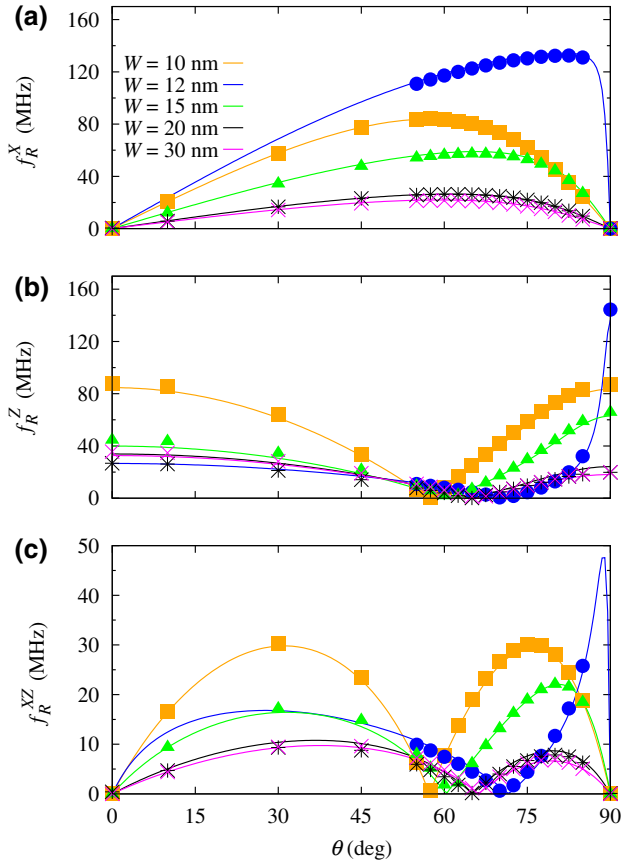 (a)
160
120
80
40
0
f_R^X (MHz)
W = 10 nm
W = 12 nm
W = 15 nm
W = 20 nm
W = 30 nm
(b)
160
120
80
40
0
f_R^Z (MHz)
(c)
50
40
30
20
10
0
f_R^XZ (MHz)
0 15 30 45 60 75 90
θ (deg)